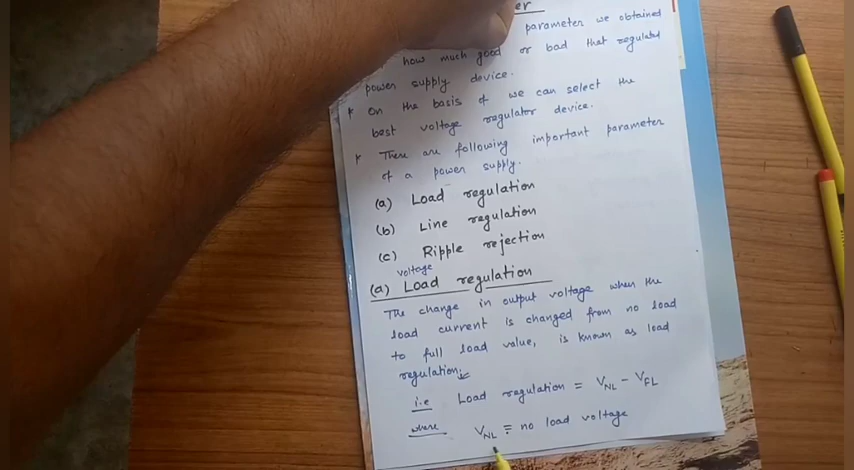 er
parameter we obtained
how much good or bad that regulated
power supply device.
* On the basis of we can select the
best voltage regulator device.
* There are following important parameter
of a power supply.
(a) Load regulation
(b) Line regulation
(c) Ripple rejection
voltage
(a) Load regulation
The change in output voltage when the
load current is changed from no load
to full load value, is known as load
regulation.
i.e Load regulation = VNL - VFL
where VNL = no load voltage